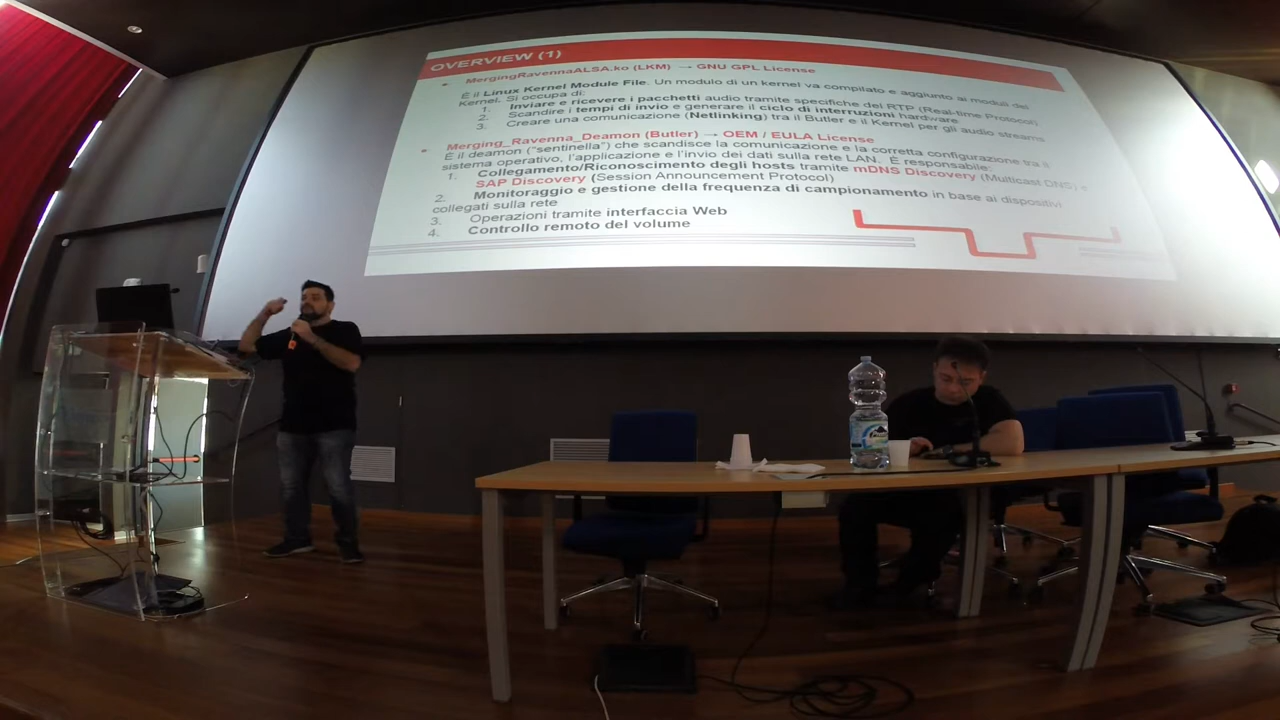 OVERVIEW (1)
• MergingRavennaALSA.ko (LKM) → GNU GPL License
È il Linux Kernel Module File. Un modulo di un kernel va compilato e aggiunto ai moduli del
Kernel. Si occupa di:
1. Inviare e ricevere i pacchetti audio tramite specifiche del RTP (Real-time Protocol)
2. Scandire i tempi di invio e generare il ciclo di interruzioni hardware
3. Creare una comunicazione (Netlinking) tra il Butler e il Kernel per gli audio streams
• Merging_Ravenna_Deamon (Butler) → OEM / EULA License
È il deamon ("sentinella") che scandisce la comunicazione e la corretta configurazione tra il
sistema operativo, l'applicazione e l'invio dei dati sulla rete LAN. È responsabile:
1. Collegamento/Riconoscimento degli hosts tramite mDNS Discovery (Multicast DNS) e
SAP Discovery (Session Announcement Protocol)
2. Monitoraggio e gestione della frequenza di campionamento in base ai dispositivi
collegati sulla rete
3. Operazioni tramite interfaccia Web
4. Controllo remoto del volume